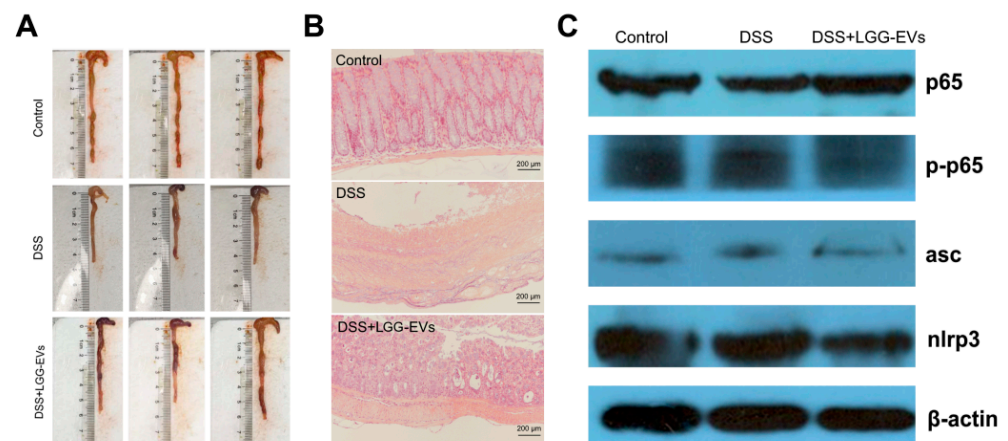 A
B
C
Control
DSS
DSS+LGG-EVs
Control
200 μm
DSS
200 μm
DSS+LGG-EVs
200 μm
Control DSS DSS+LGG-EVs
p65
p-p65
asc
nlrp3
β-actin